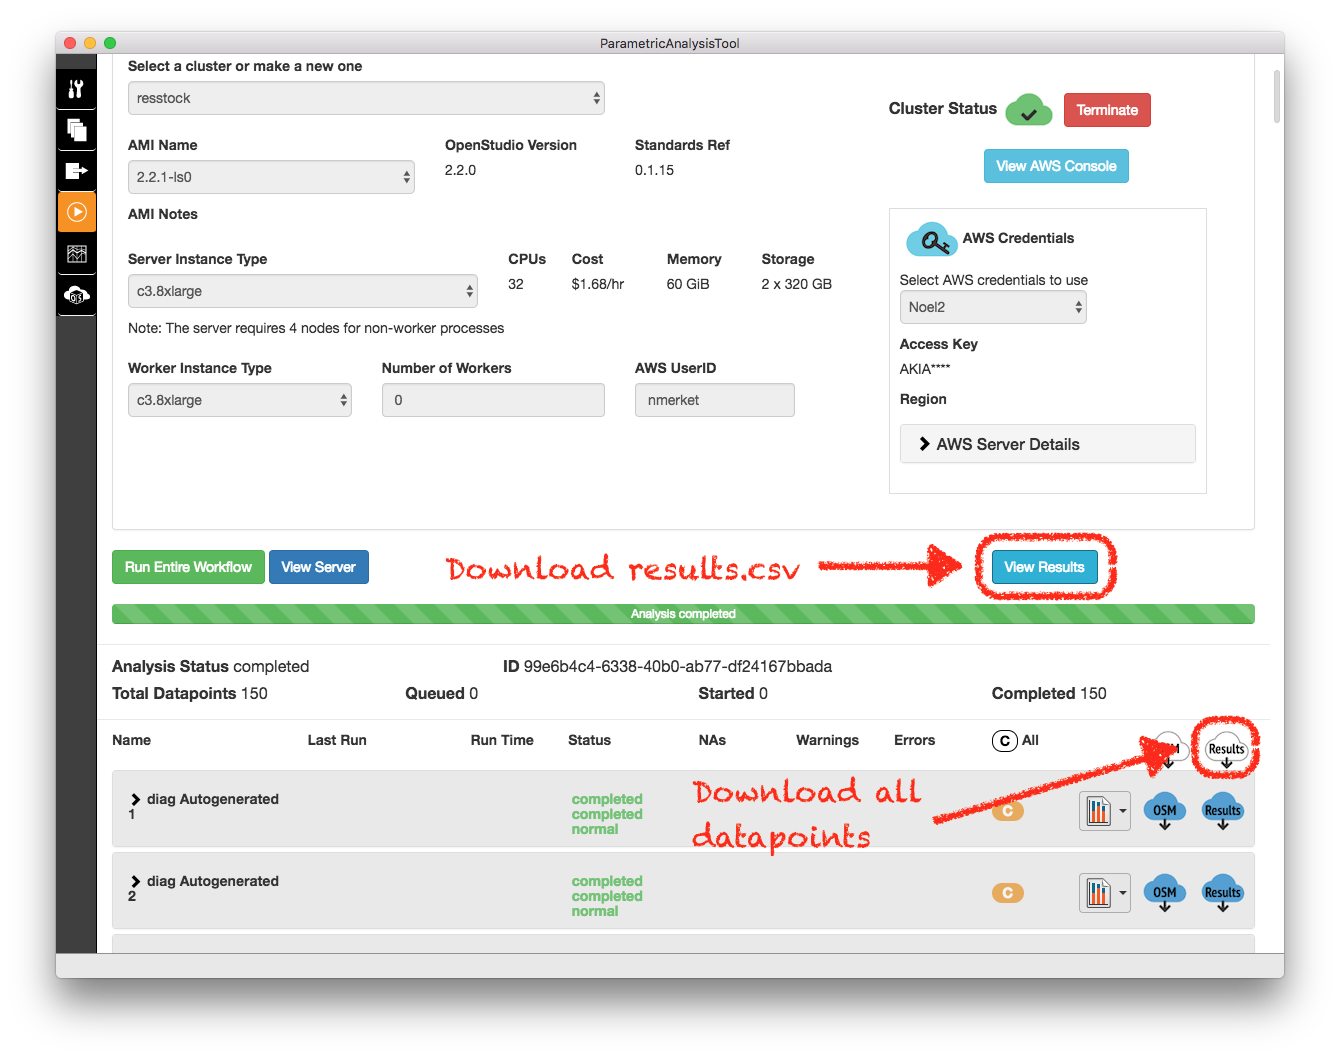 ParametricAnalysisTool
Select a cluster or make a new one
resstock
Cluster Status
Terminate
AMI Name
OpenStudio Version
Standards Ref
2.2.1-ls0
2.2.0
0.1.15
View AWS Console
AMI Notes
AWS Credentials
Server Instance Type
CPUs
Cost
Memory
Storage
c3.8xlarge
32
$1.68/hr
60 GiB
2 x 320 GB
Select AWS credentials to use
Noel2
Note: The server requires 4 nodes for non-worker processes
Access Key
AKIA****
Worker Instance Type
Number of Workers
AWS UserID
c3.8xlarge
0
nmerket
Region
AWS Server Details
Run Entire Workflow
View Server
Download results.csv
View Results
Analysis completed
Analysis Status completed
ID 99e6b4c4-6338-40b0-ab77-df24167bbada
Total Datapoints 150
Queued 0
Started 0
Completed 150
Name
Last Run
Run Time
Status
NAs
Warnings
Errors
C All
Results
diag Autogenerated
1
completed
completed
normal
Download all
datapoints
C
OSM
Results
diag Autogenerated
2
completed
completed
normal
C
OSM
Results